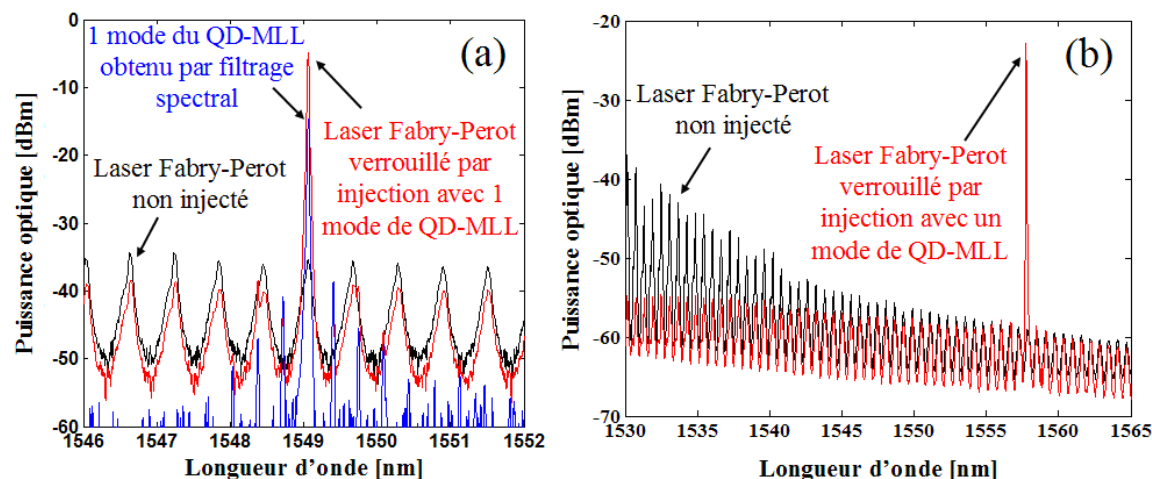 0
-10
-20
-30
-40
-50
-60
Puissance optique [dBm]
1 mode du QD-MLL
obtenu par filtrage
spectral
(a)
Laser Fabry-Perot
non injecté
Laser Fabry-Perot
verrouillé par
injection avec 1
mode de QD-MLL
1546 1547 1548 1549 1550 1551 1552
Longueur d’onde [nm]
-20
-30
-40
-50
-60
-70
Puissance optique [dBm]
(b)
Laser Fabry-Perot
non injecté
Laser Fabry-Perot
verrouillé par
injection avec un
mode de QD-MLL
1530 1535 1540 1545 1550 1555 1560 1565
Longueur d’onde [nm]